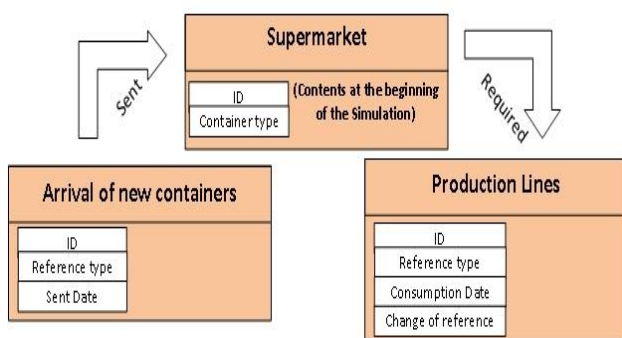 Supermarket
Sent
ID
Container type
(Contents at the beginning
of the Simulation)
Required
Arrival of new containers
ID
Reference type
Sent Date
Production Lines
ID
Reference type
Consumption Date
Change of reference